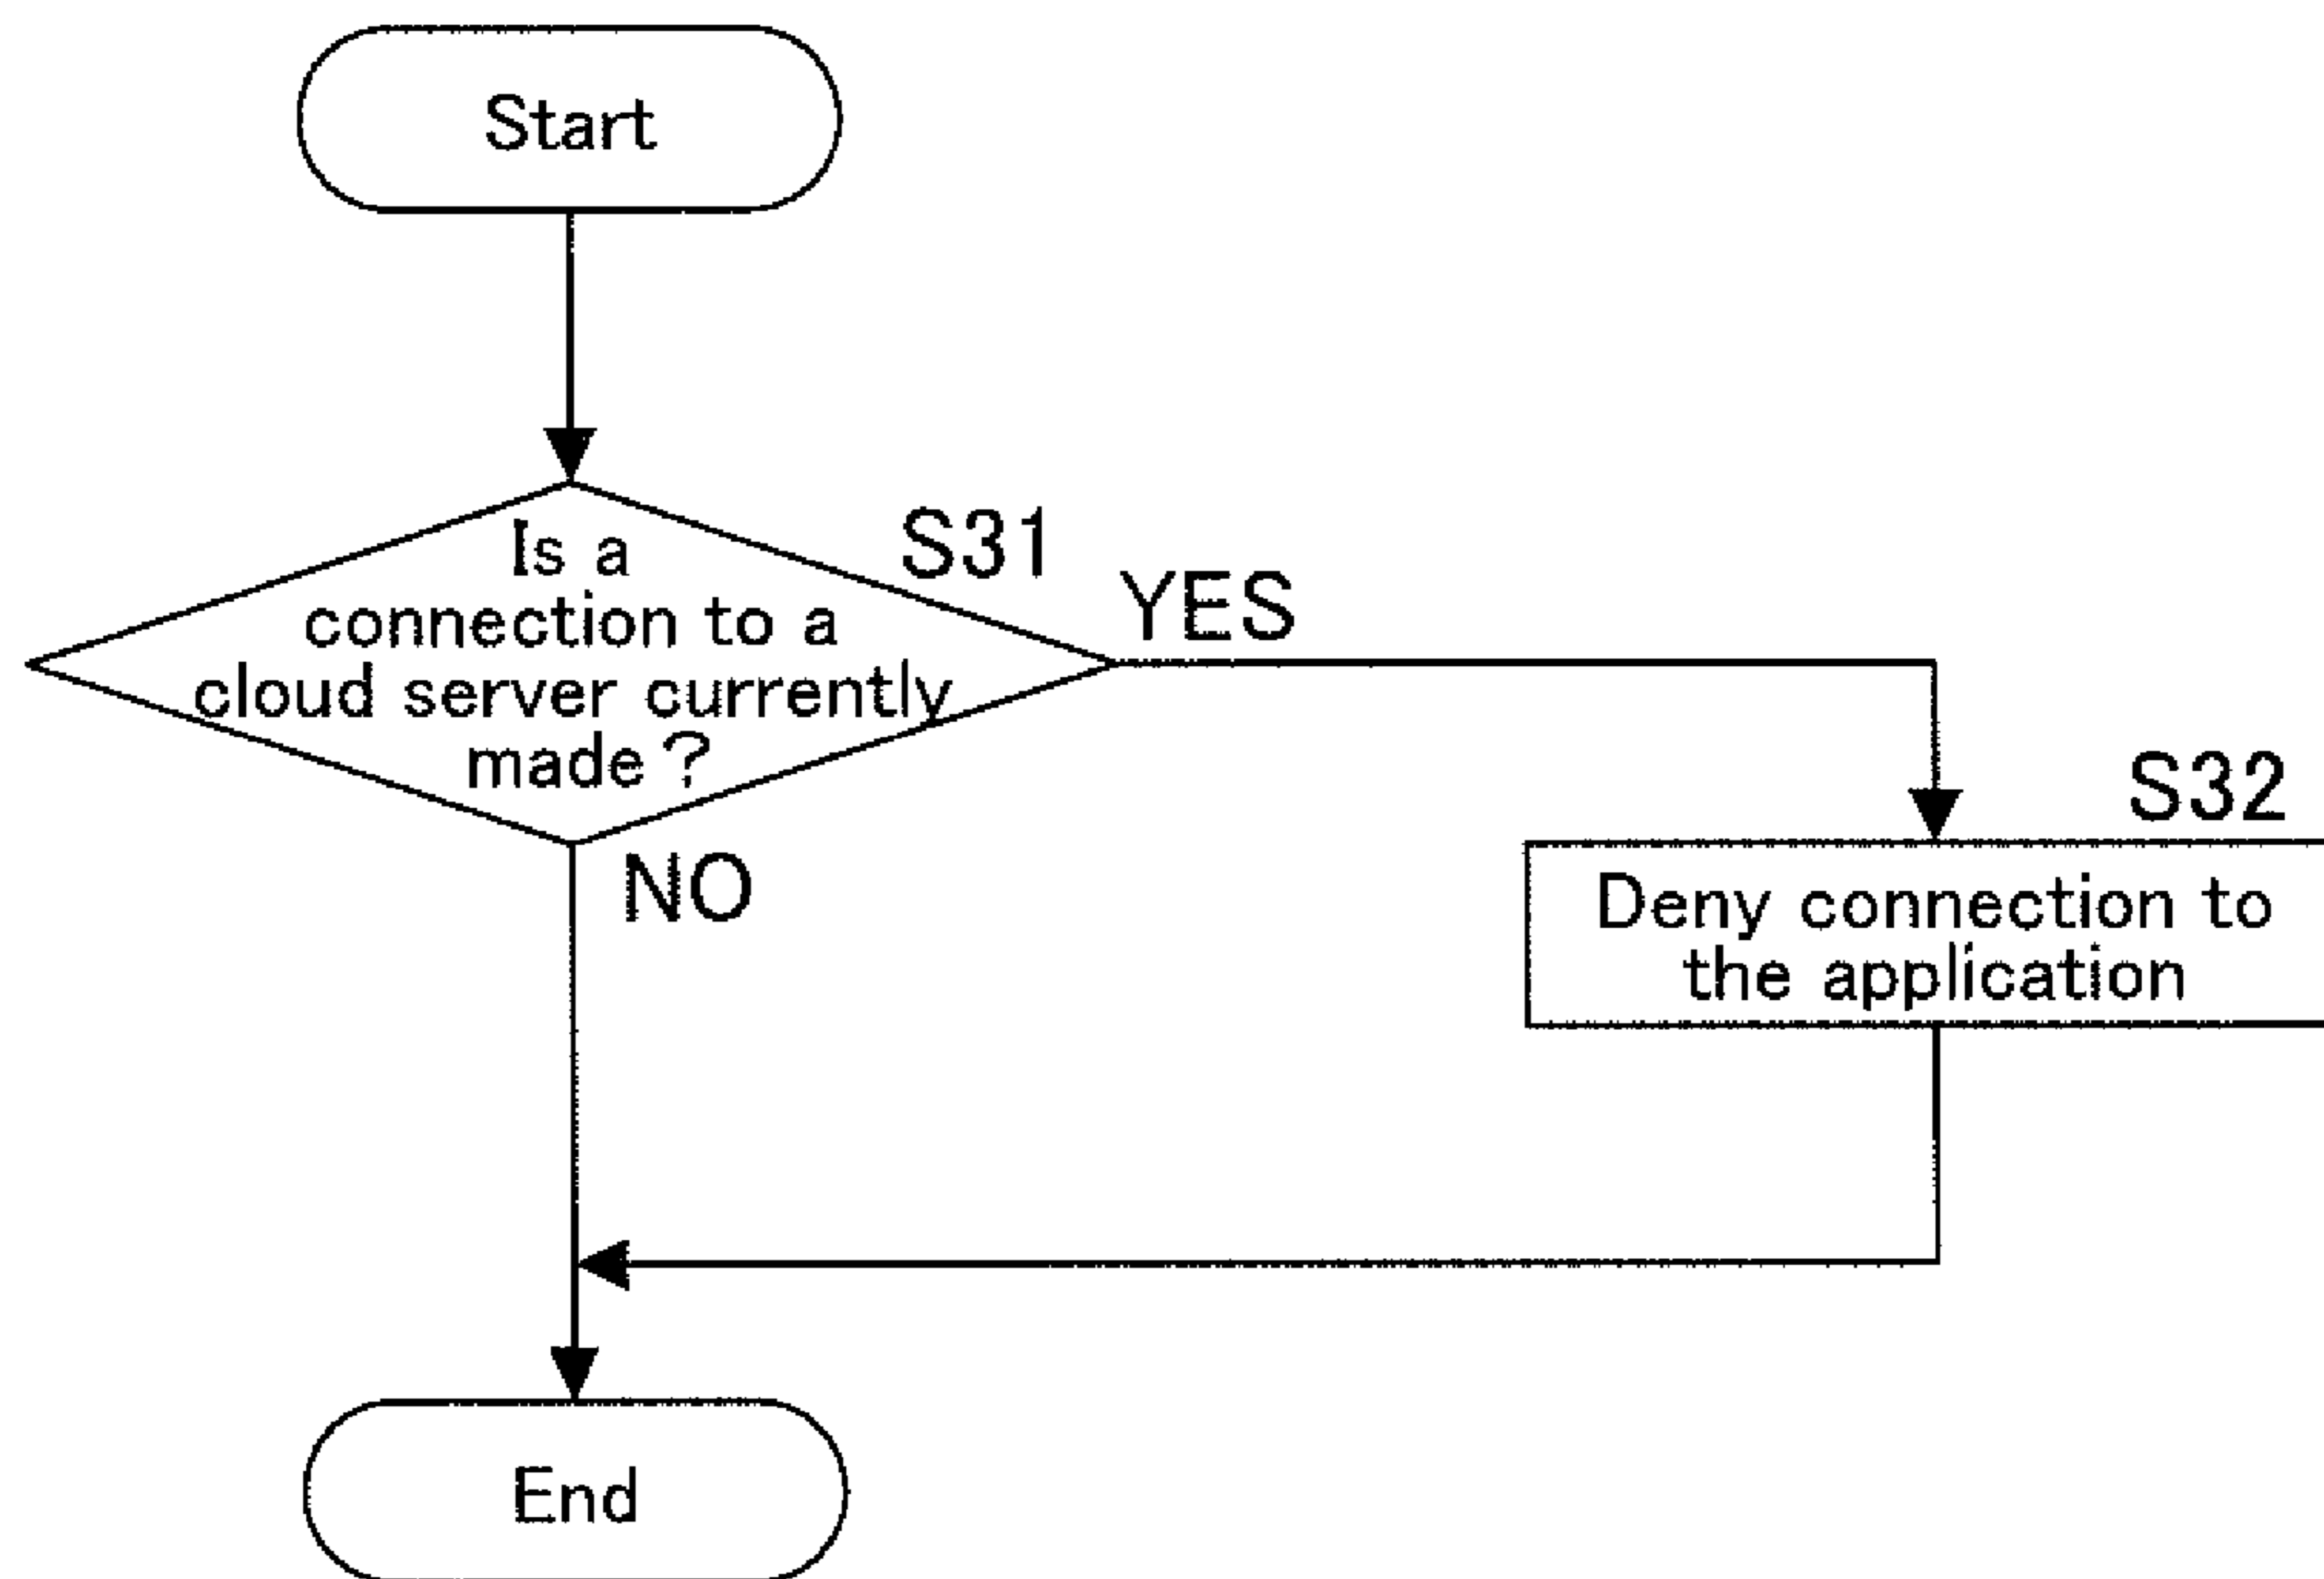 Start
Is a
connection to a
cloud server currently
made?
S31
YES
NO
S32
Deny connection to
the application
End